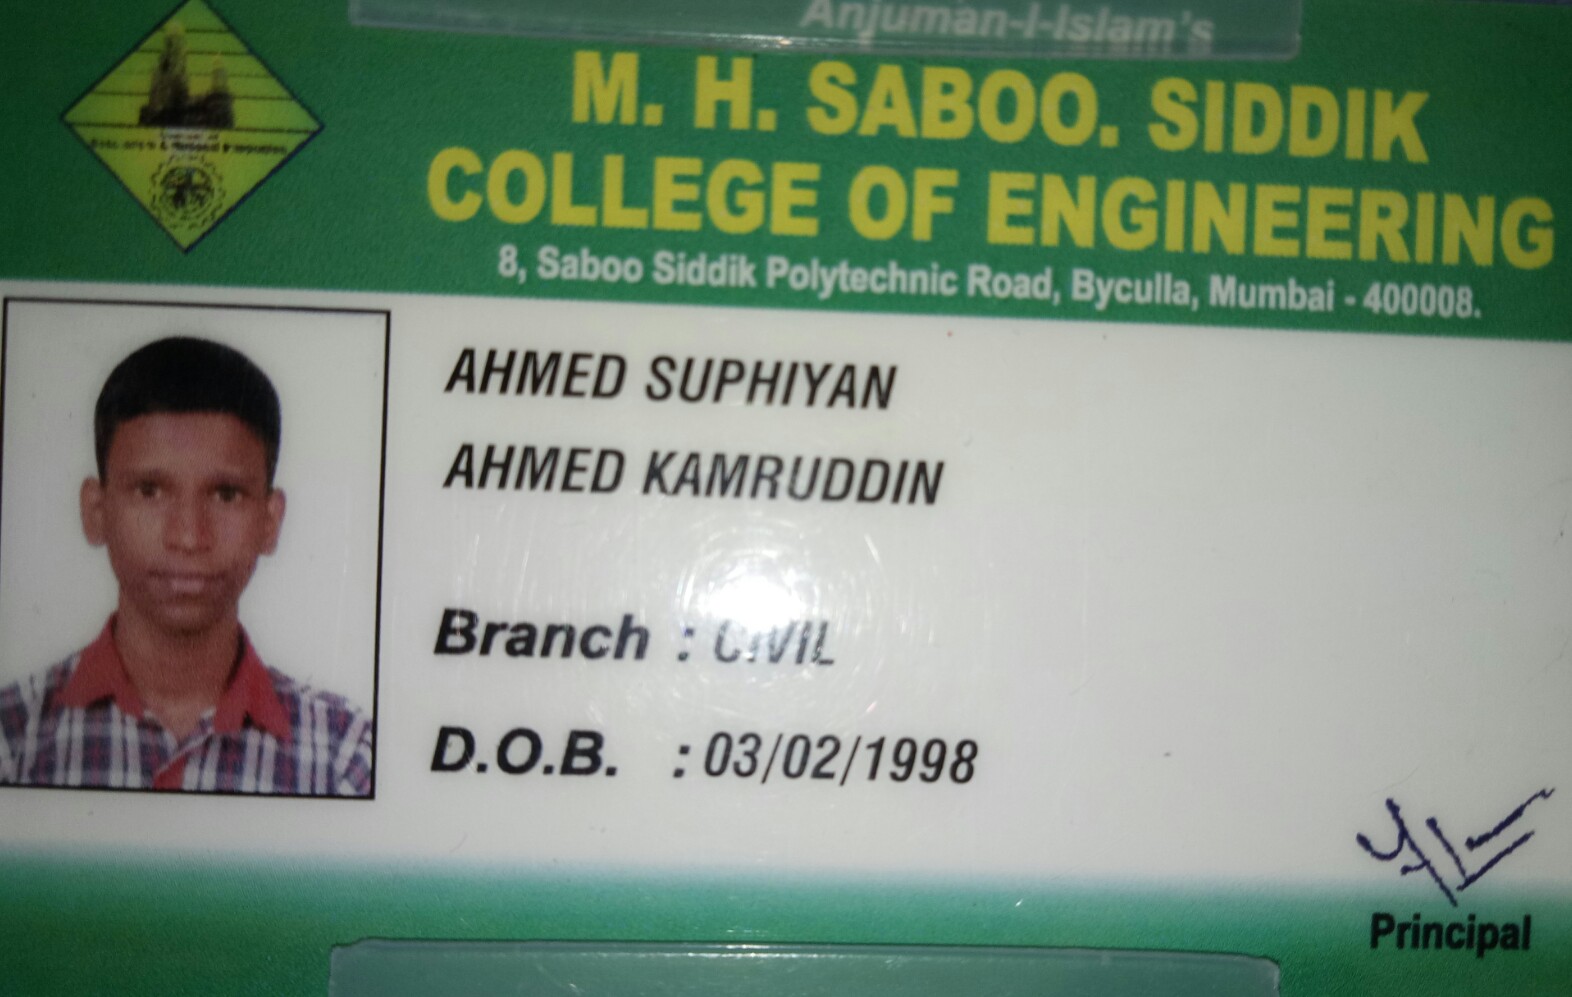 Anjuman-I-Islam's
M. H. SABOO. SIDDIK
COLLEGE OF ENGINEERING
8, Saboo Siddik Polytechnic Road, Byculla, Mumbai - 400008.
AHMED SUPHIYAN
AHMED KAMRUDDIN
Branch : CIVIL
D.O.B. : 03/02/1998
Principal